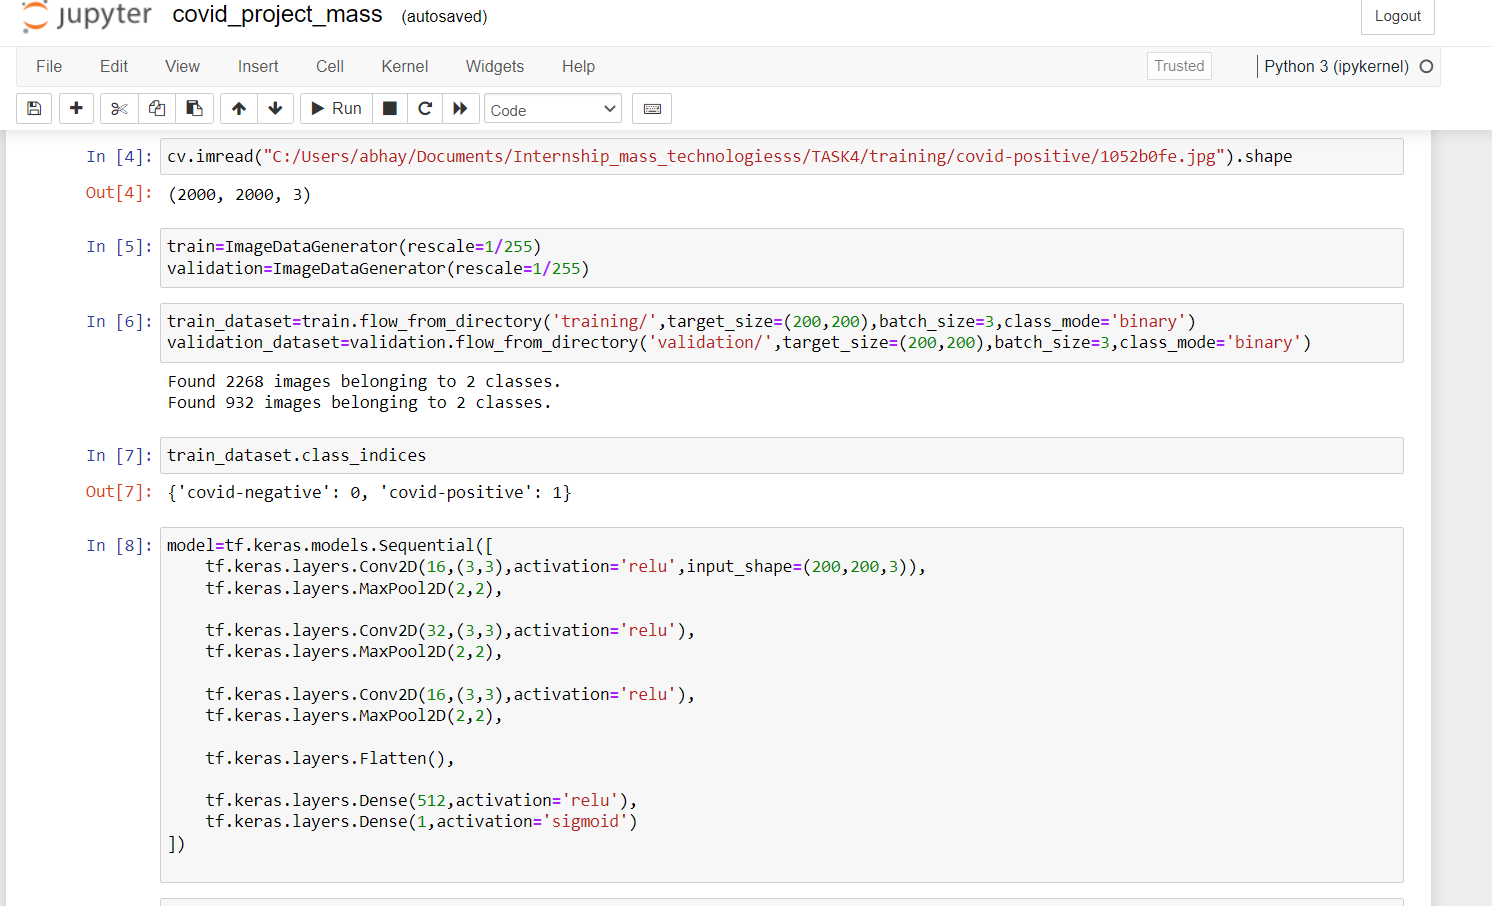 jupyter covid_project_mass (autosaved) Logout
File Edit View Insert Cell Kernel Widgets Help Trusted Python 3 (ipykernel)
Run Code
In [4]: cv.imread("C:/Users/abhay/Documents/Internship_mass_technologiesss/TASK4/training/covid-positive/1052b0fe.jpg").shape
Out[4]: (2000, 2000, 3)
In [5]: train=ImageDataGenerator(rescale=1/255)
validation=ImageDataGenerator(rescale=1/255)
In [6]: train_dataset=train.flow_from_directory('training/',target_size=(200,200),batch_size=3,class_mode='binary')
validation_dataset=validation.flow_from_directory('validation/',target_size=(200,200),batch_size=3,class_mode='binary')
Found 2268 images belonging to 2 classes.
Found 932 images belonging to 2 classes.
In [7]: train_dataset.class_indices
Out[7]: {'covid-negative': 0, 'covid-positive': 1}
In [8]: model=tf.keras.models.Sequential([
    tf.keras.layers.Conv2D(16,(3,3),activation='relu',input_shape=(200,200,3)),
    tf.keras.layers.MaxPool2D(2,2),
    tf.keras.layers.Conv2D(32,(3,3),activation='relu'),
    tf.keras.layers.MaxPool2D(2,2),
    tf.keras.layers.Conv2D(16,(3,3),activation='relu'),
    tf.keras.layers.MaxPool2D(2,2),
    tf.keras.layers.Flatten(),
    tf.keras.layers.Dense(512,activation='relu'),
    tf.keras.layers.Dense(1,activation='sigmoid')
])